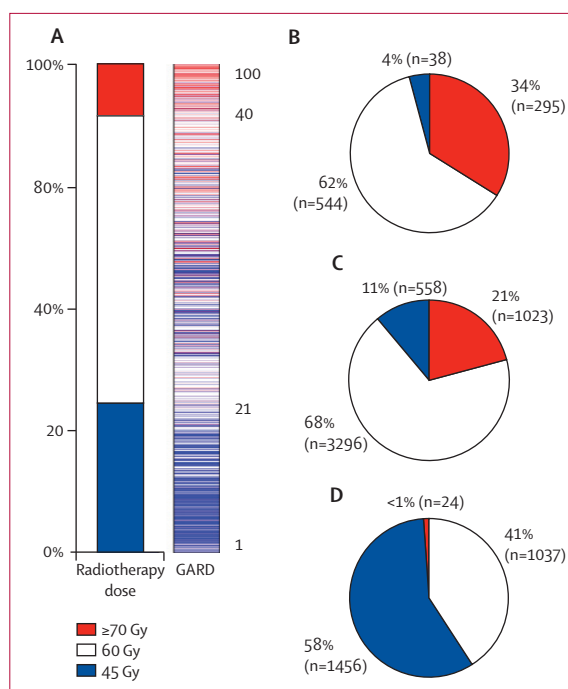 A
100%
80%
40%
20
0%
Radiotherapy
dose
100
40
21
1
GARD
≥70 Gy
60 Gy
45 Gy
B
4% (n=38)
34%
(n=295)
62%
(n=544)
C
11% (n=558)
21%
(n=1023)
68%
(n=3296)
D
<1% (n=24)
41%
(n=1037)
58%
(n=1456)